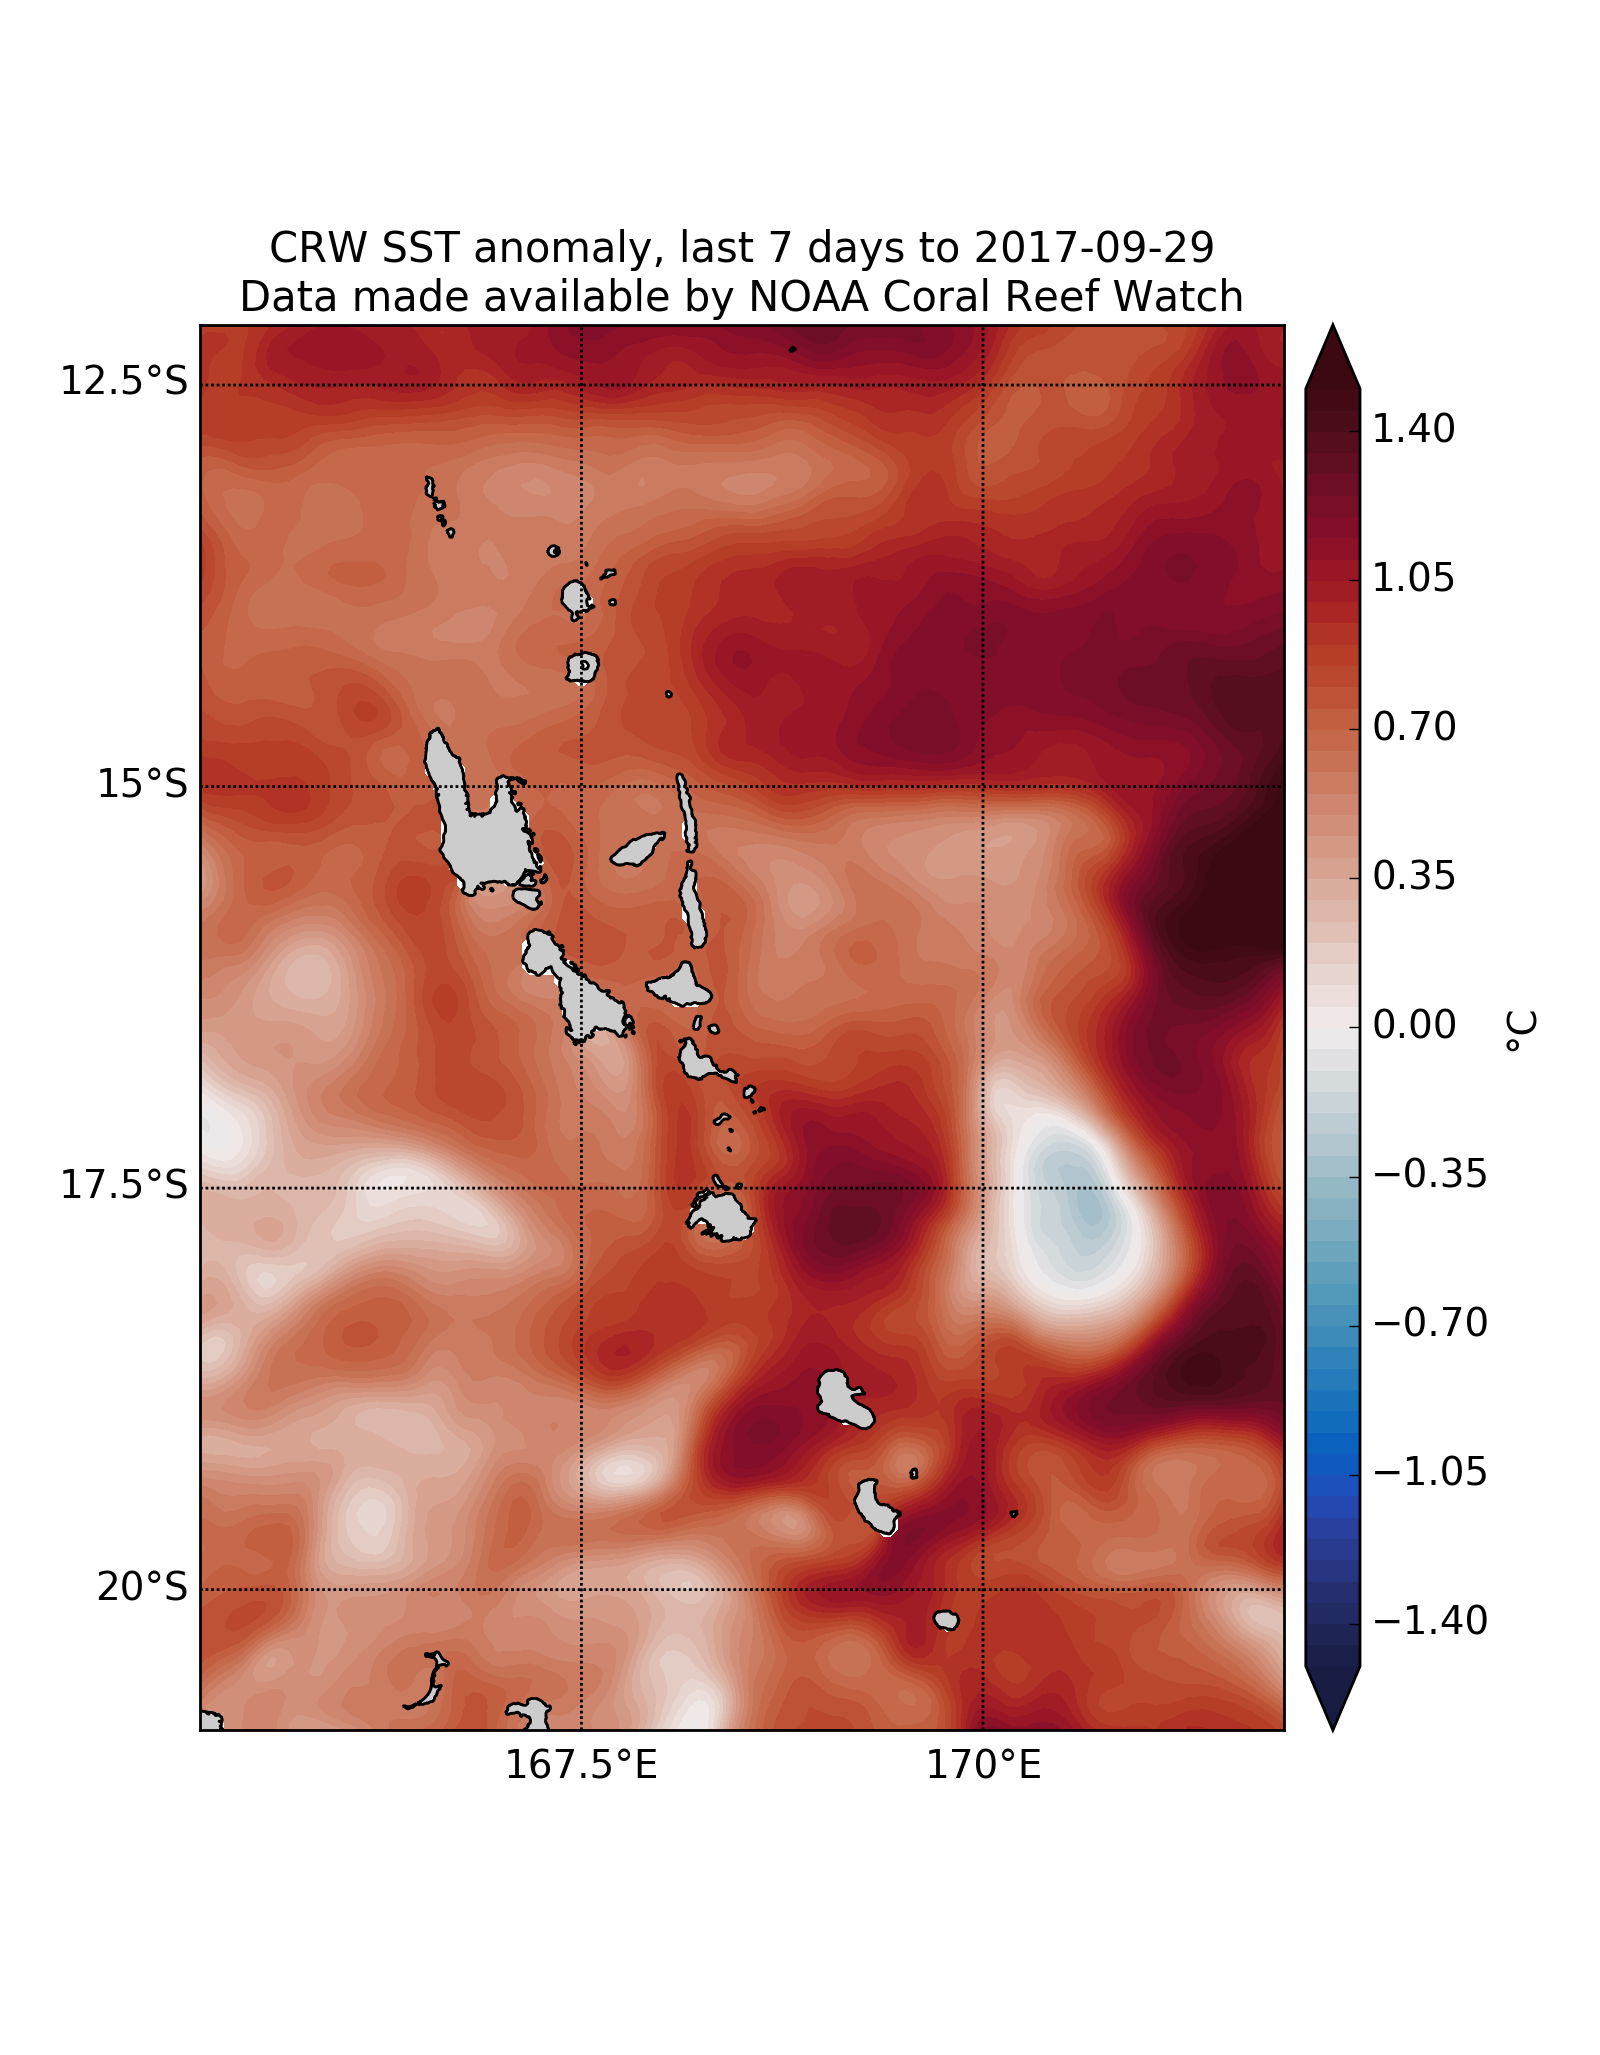 CRW SST anomaly, last 7 days to 2017-09-29
Data made available by NOAA Coral Reef Watch
12.5°S
15°S
17.5°S
20°S
167.5°E
170°E
1.40
1.05
0.70
0.35
0.00
−0.35
−0.70
−1.05
−1.40
°C